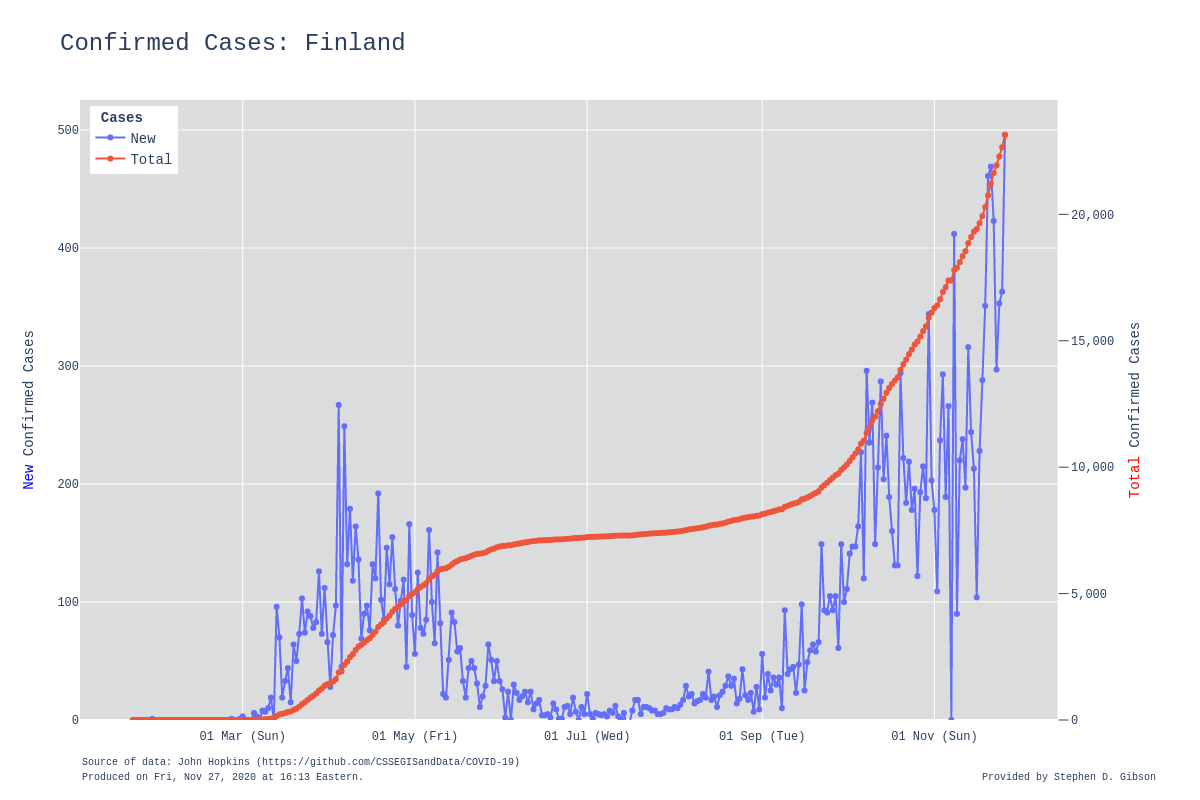 Confirmed Cases: Finland
Cases
New
Total
500
400
300
200
100
0
20,000
15,000
10,000
5,000
0
New Confirmed Cases
Total Confirmed Cases
01 Mar (Sun)
01 May (Fri)
01 Jul (Wed)
01 Sep (Tue)
01 Nov (Sun)
Source of data: John Hopkins (https://github.com/CSSEGISandData/COVID-19)
Produced on Fri, Nov 27, 2020 at 16:13 Eastern.
Provided by Stephen D. Gibson